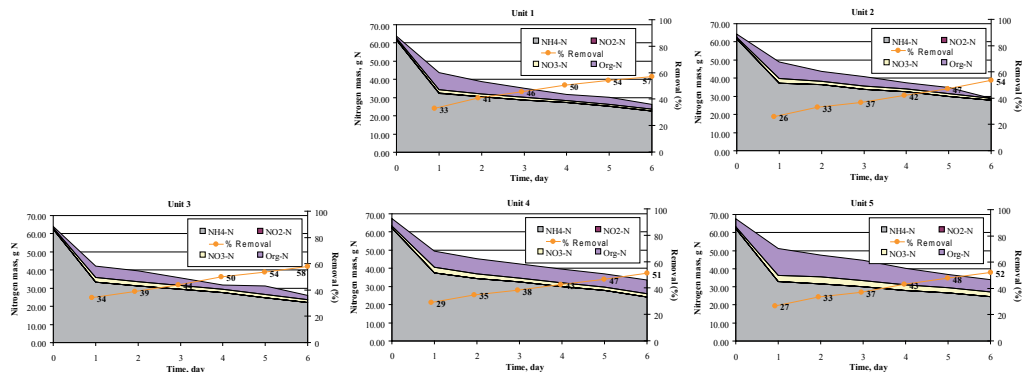 Unit 1
Nitrogen mass, g N
70.00
60.00
50.00
40.00
30.00
20.00
10.00
0.00
NH4-N
NO2-N
% Removal
NO3-N
Org-N
33
41
46
50
54
57
100
80
60
40
20
0
Removal (%)
0 1 2 3 4 5 6
Time, day
Unit 2
Nitrogen mass, g N
70.00
60.00
50.00
40.00
30.00
20.00
10.00
0.00
NH4-N
NO2-N
% Removal
NO3-N
Org-N
26
33
37
42
47
54
100
80
60
40
20
0
Removal (%)
0 1 2 3 4 5 6
Time, day
Unit 3
Nitrogen mass, g N
70.00
60.00
50.00
40.00
30.00
20.00
10.00
0.00
NH4-N
NO2-N
% Removal
NO3-N
Org-N
34
39
44
50
54
58
100
80
60
40
20
0
Removal (%)
0 1 2 3 4 5 6
Time, day
Unit 4
Nitrogen mass, g N
70.00
60.00
50.00
40.00
30.00
20.00
10.00
0.00
NH4-N
NO2-N
% Removal
NO3-N
Org-N
29
35
38
47
51
100
80
60
40
20
0
Removal (%)
0 1 2 3 4 5 6
Time, day
Unit 5
Nitrogen mass, g N
70.00
60.00
50.00
40.00
30.00
20.00
10.00
0.00
NH4-N
NO2-N
% Removal
NO3-N
Org-N
27
33
37
43
48
52
100
80
60
40
20
0
Removal (%)
0 1 2 3 4 5 6
Time, day